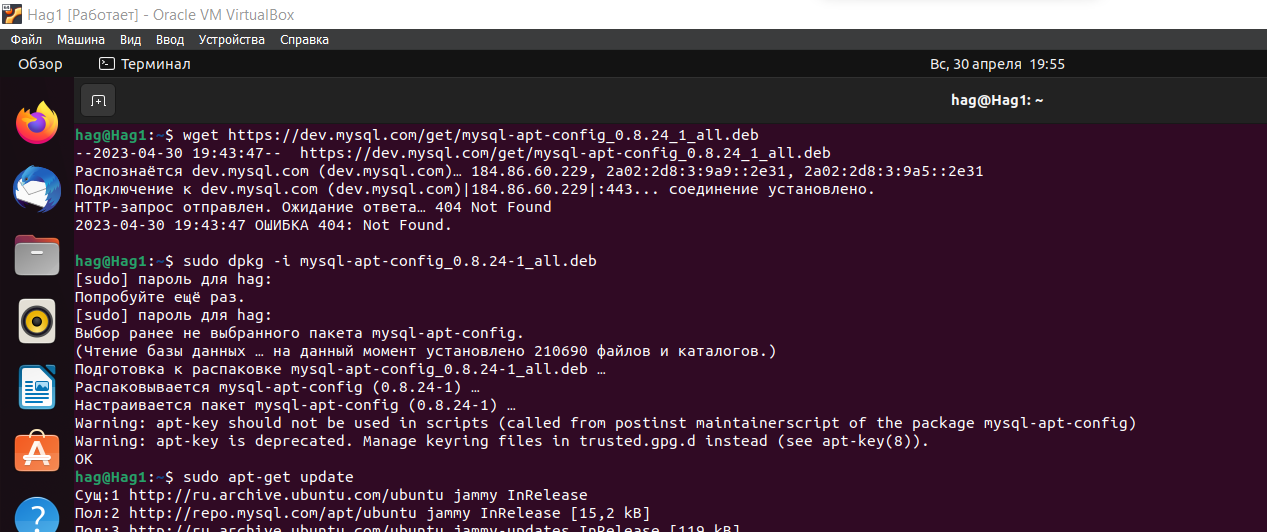 Hag1 [Работает] - Oracle VM VirtualBox
Файл Машина Вид Ввод Устройства Справка
Обзор Терминал Вс, 30 апреля 19:55
hag@Hag1: ~
hag@Hag1:~$ wget https://dev.mysql.com/get/mysql-apt-config_0.8.24_1_all.deb
--2023-04-30 19:43:47-- https://dev.mysql.com/get/mysql-apt-config_0.8.24_1_all.deb
Распознаётся dev.mysql.com (dev.mysql.com)… 184.86.60.229, 2a02:2d8:3:9a9::2e31, 2a02:2d8:3:9a5::2e31
Подключение к dev.mysql.com (dev.mysql.com)|184.86.60.229|:443... соединение установлено.
HTTP-запрос отправлен. Ожидание ответа… 404 Not Found
2023-04-30 19:43:47 ОШИБКА 404: Not Found.
hag@Hag1:~$ sudo dpkg -i mysql-apt-config_0.8.24-1_all.deb
[sudo] пароль для hag:
Попробуйте ещё раз.
[sudo] пароль для hag:
Выбор ранее не выбранного пакета mysql-apt-config.
(Чтение базы данных … на данный момент установлено 210690 файлов и каталогов.)
Подготовка к распаковке mysql-apt-config_0.8.24-1_all.deb …
Распаковывается mysql-apt-config (0.8.24-1) …
Настраивается пакет mysql-apt-config (0.8.24-1) …
Warning: apt-key should not be used in scripts (called from postinst maintainerscript of the package mysql-apt-config)
Warning: apt-key is deprecated. Manage keyring files in trusted.gpg.d instead (see apt-key(8)).
OK
hag@Hag1:~$ sudo apt-get update
Сущ:1 http://ru.archive.ubuntu.com/ubuntu jammy InRelease
Пол:2 http://repo.mysql.com/apt/ubuntu jammy InRelease [15,2 kB]
Пол:3 http://ru.archive.ubuntu.com/ubuntu jammy-updates InRelease [119 kB]